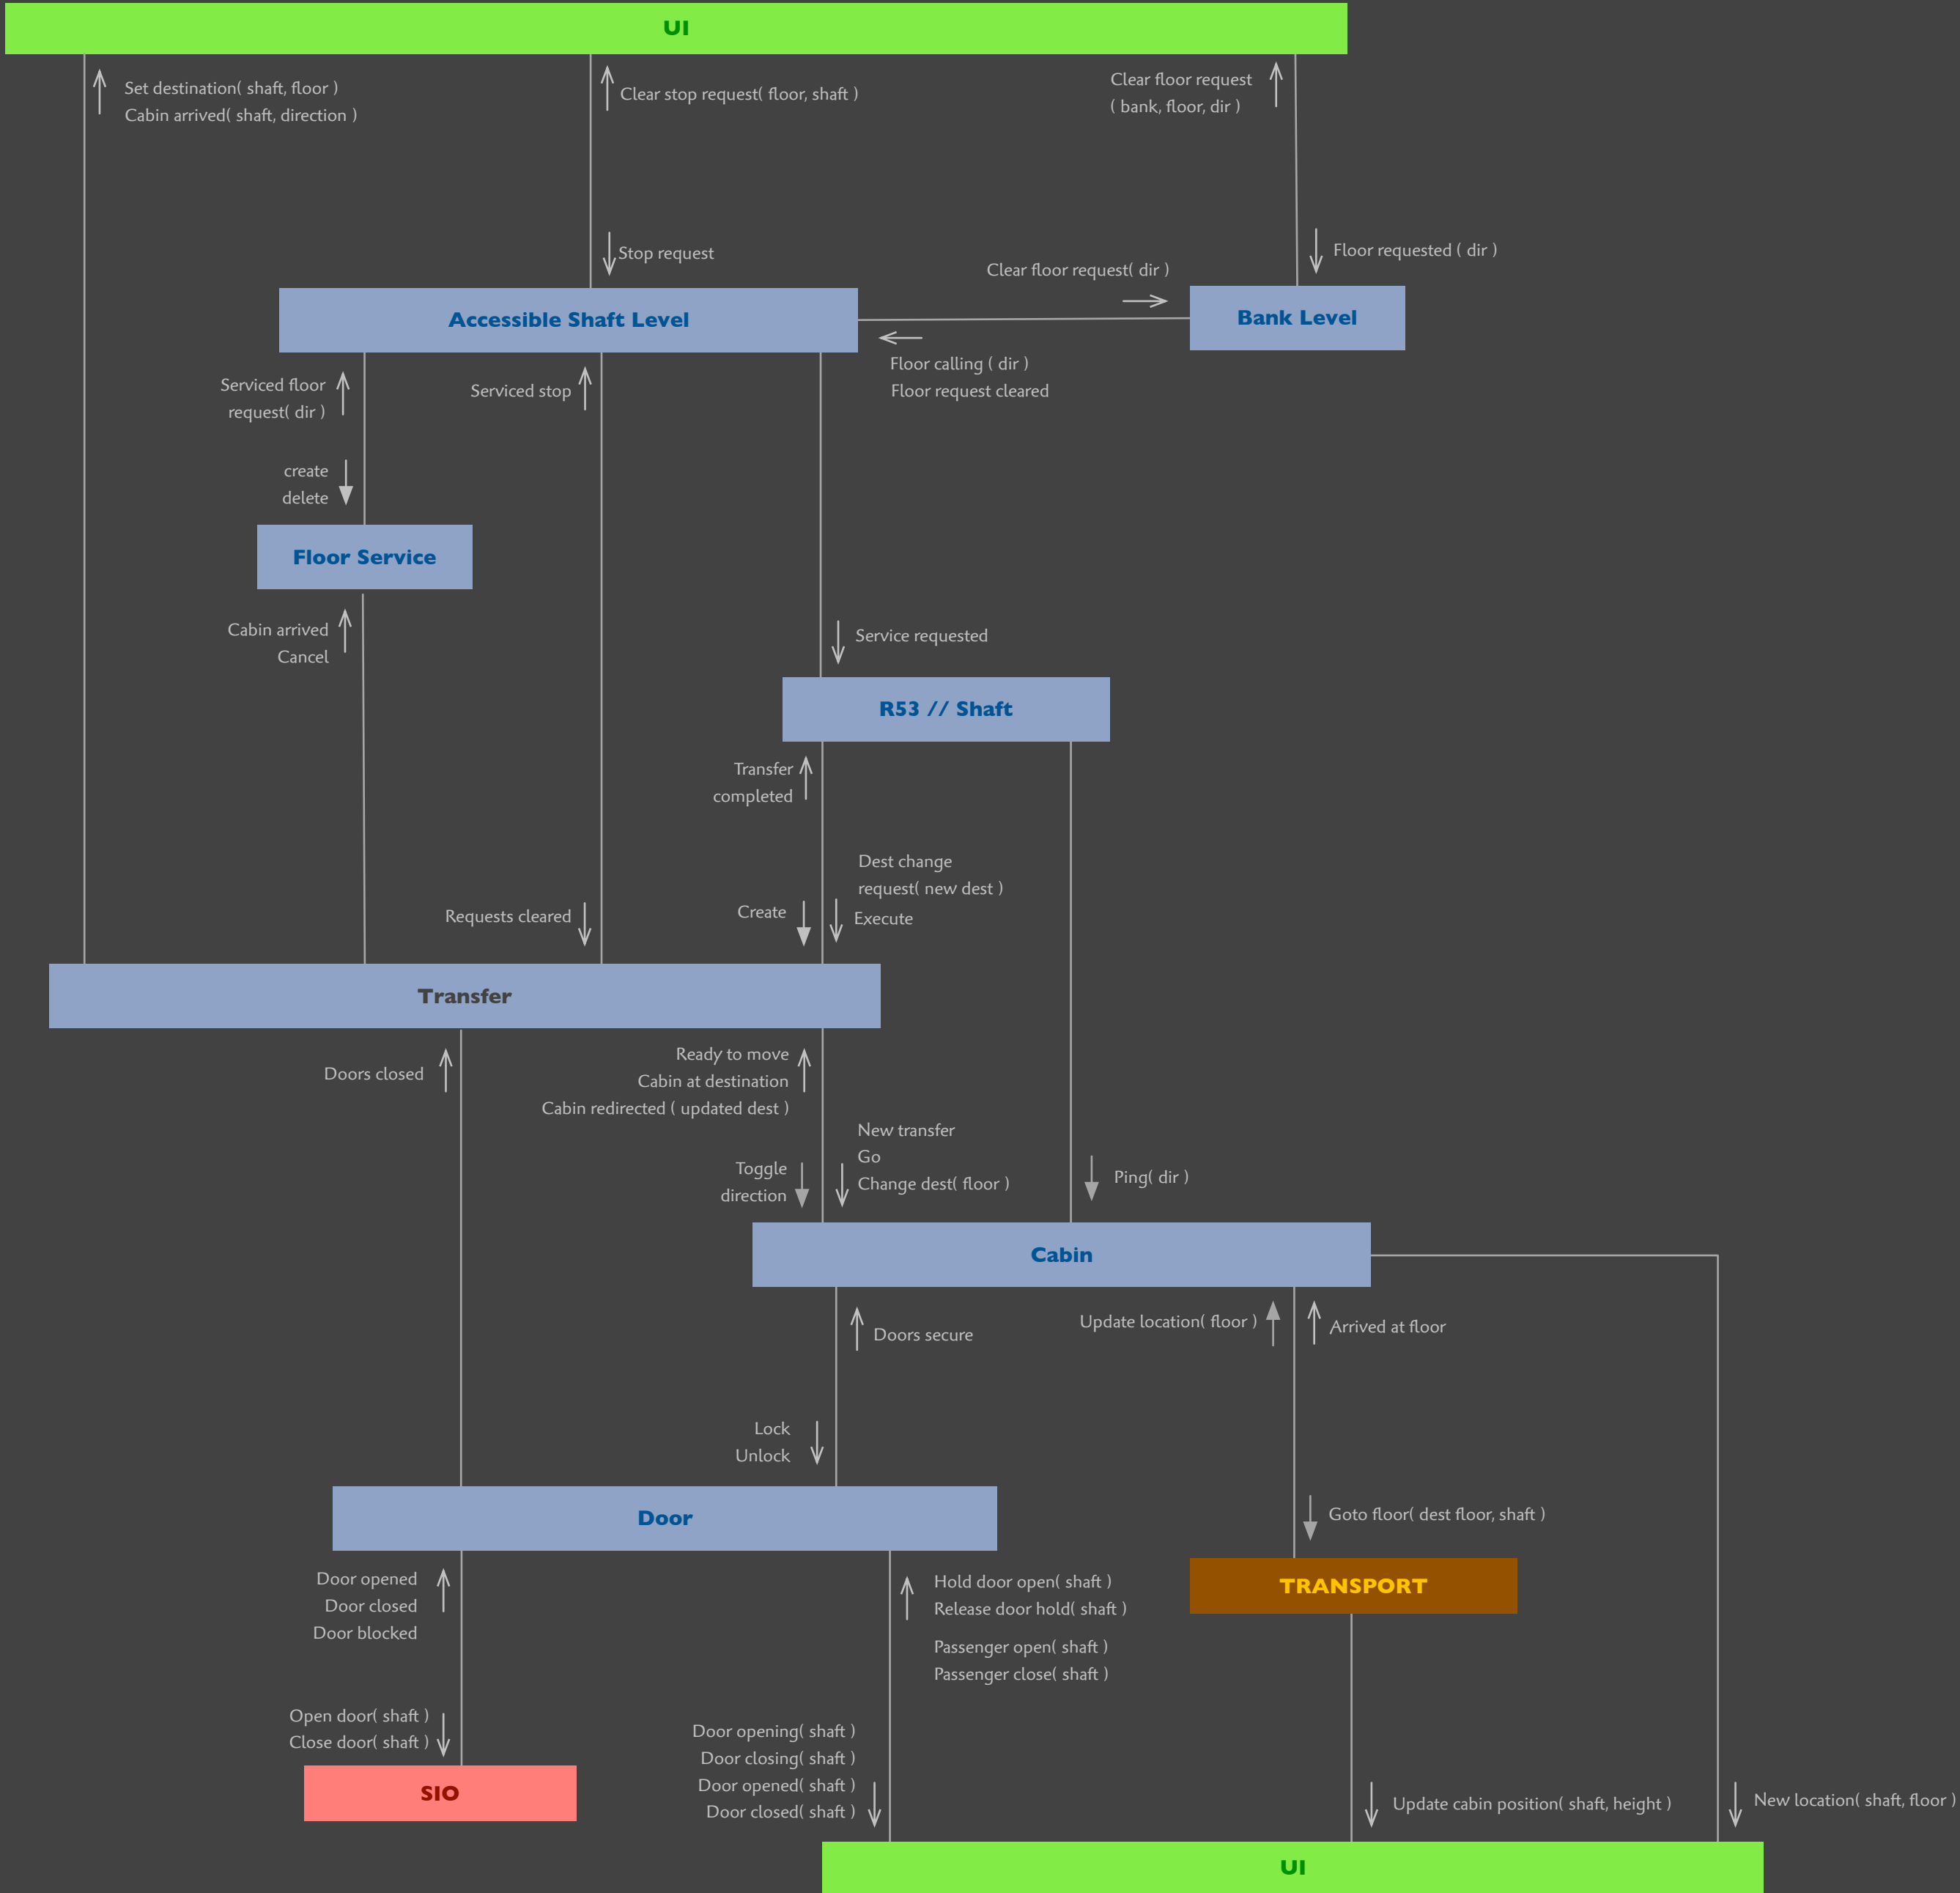 UI
Set destination( shaft, floor )
Cabin arrived( shaft, direction )
Clear stop request( floor, shaft )
Clear floor request
( bank, floor, dir )
Stop request
Floor requested ( dir )
Clear floor request( dir )
Accessible Shaft Level
Bank Level
Floor calling ( dir )
Floor request cleared
Serviced floor
request( dir )
Serviced stop
create
delete
Floor Service
Cabin arrived
Cancel
Service requested
R53 // Shaft
Transfer
completed
Dest change
request( new dest )
Execute
Create
Requests cleared
Transfer
Doors closed
Ready to move
Cabin at destination
Cabin redirected ( updated dest )
New transfer
Go
Change dest( floor )
Toggle
direction
Ping( dir )
Cabin
Doors secure
Update location( floor )
Arrived at floor
Lock
Unlock
Door
Goto floor( dest floor, shaft )
TRANSPORT
Door opened
Door closed
Door blocked
Hold door open( shaft )
Release door hold( shaft )
Passenger open( shaft )
Passenger close( shaft )
Open door( shaft )
Close door( shaft )
SIO
Door opening( shaft )
Door closing( shaft )
Door opened( shaft )
Door closed( shaft )
Update cabin position( shaft, height )
New location( shaft, floor )
UI